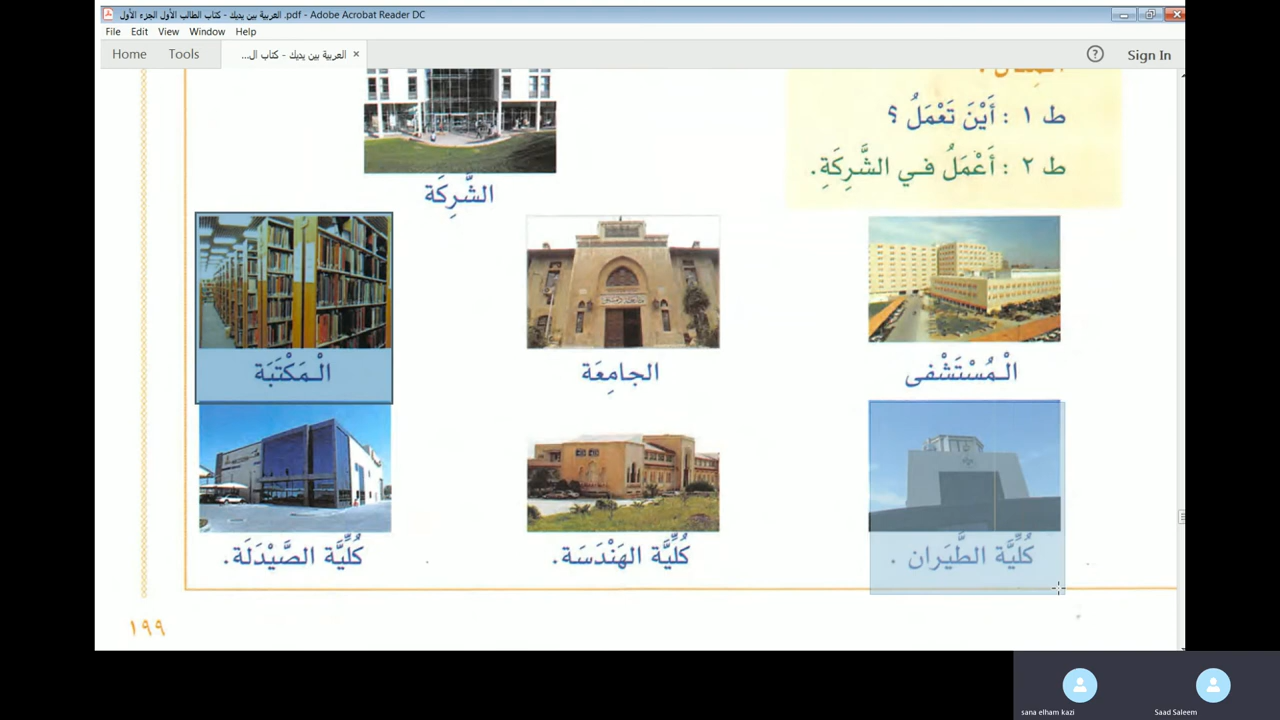 العربية بين يديك - كتاب الطالب الأول الجزء الأول .pdf - Adobe Acrobat Reader DC
File Edit View Window Help
Home Tools العربية بين يديك - كتاب ال... × ? Sign In
ط ١ : أَيْنَ تَعْمَلُ ؟
ط ٢ : أَعْمَلُ فِي الشَّرِكَةِ.
الشَّرِكَة
الْمُسْتَشْفى
الجامِعَة
الْمَكْتَبَة
كُلِّيَّة الطَّيَران .
كُلِّيَّة الهَنْدَسَة.
كُلِّيَّة الصَّيْدَلَة.
١٩٩
sana elham kazi
Saad Saleem